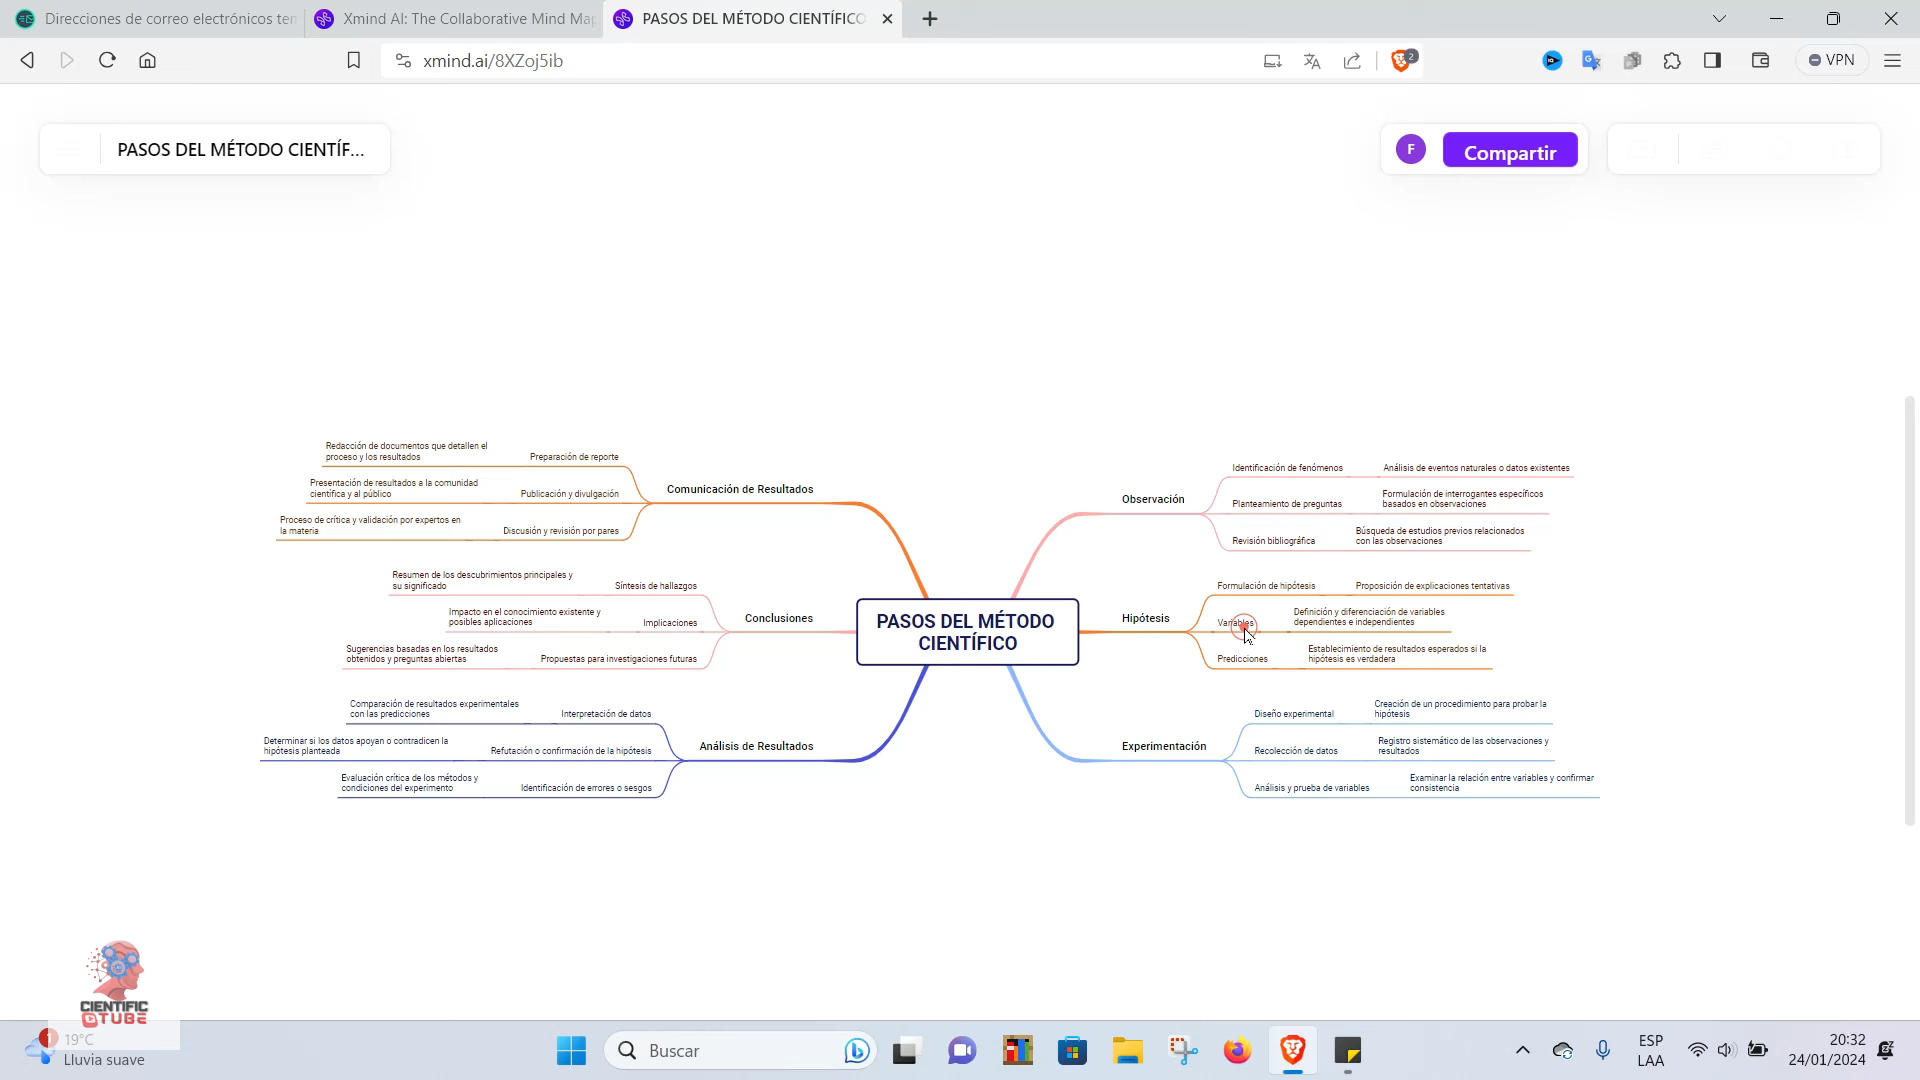 Direcciones de correo electrónicos ten
Xmind AI: The Collaborative Mind Map
PASOS DEL MÉTODO CIENTÍFICO
xmind.ai/8XZoj5ib
2
VPN
PASOS DEL MÉTODO CIENTÍF...
F
Compartir
Redacción de documentos que detallen el
proceso y los resultados
Preparación de reporte
Presentación de resultados a la comunidad
científica y al público
Publicación y divulgación
Proceso de crítica y validación por expertos en
la materia
Discusión y revisión por pares
Comunicación de Resultados
Resumen de los descubrimientos principales y
su significado
Síntesis de hallazgos
Impacto en el conocimiento existente y
posibles aplicaciones
Implicaciones
Sugerencias basadas en los resultados
obtenidos y preguntas abiertas
Propuestas para investigaciones futuras
Conclusiones
Comparación de resultados experimentales
con las predicciones
Interpretación de datos
Determinar si los datos apoyan o contradicen la
hipótesis planteada
Refutación o confirmación de la hipótesis
Evaluación crítica de los métodos y
condiciones del experimento
Identificación de errores o sesgos
Análisis de Resultados
PASOS DEL MÉTODO
CIENTÍFICO
Observación
Identificación de fenómenos
Análisis de eventos naturales o datos existentes
Planteamiento de preguntas
Formulación de interrogantes específicos
basados en observaciones
Revisión bibliográfica
Búsqueda de estudios previos relacionados
con las observaciones
Hipótesis
Formulación de hipótesis
Proposición de explicaciones tentativas
Variables
Definición y diferenciación de variables
dependientes e independientes
Predicciones
Establecimiento de resultados esperados si la
hipótesis es verdadera
Experimentación
Diseño experimental
Creación de un procedimiento para probar la
hipótesis
Recolección de datos
Registro sistemático de las observaciones y
resultados
Análisis y prueba de variables
Examinar la relación entre variables y confirmar
consistencia
CIENTIFIC
TUBE
1
19°C
Lluvia suave
Buscar
ESP
LAA
20:32
24/01/2024